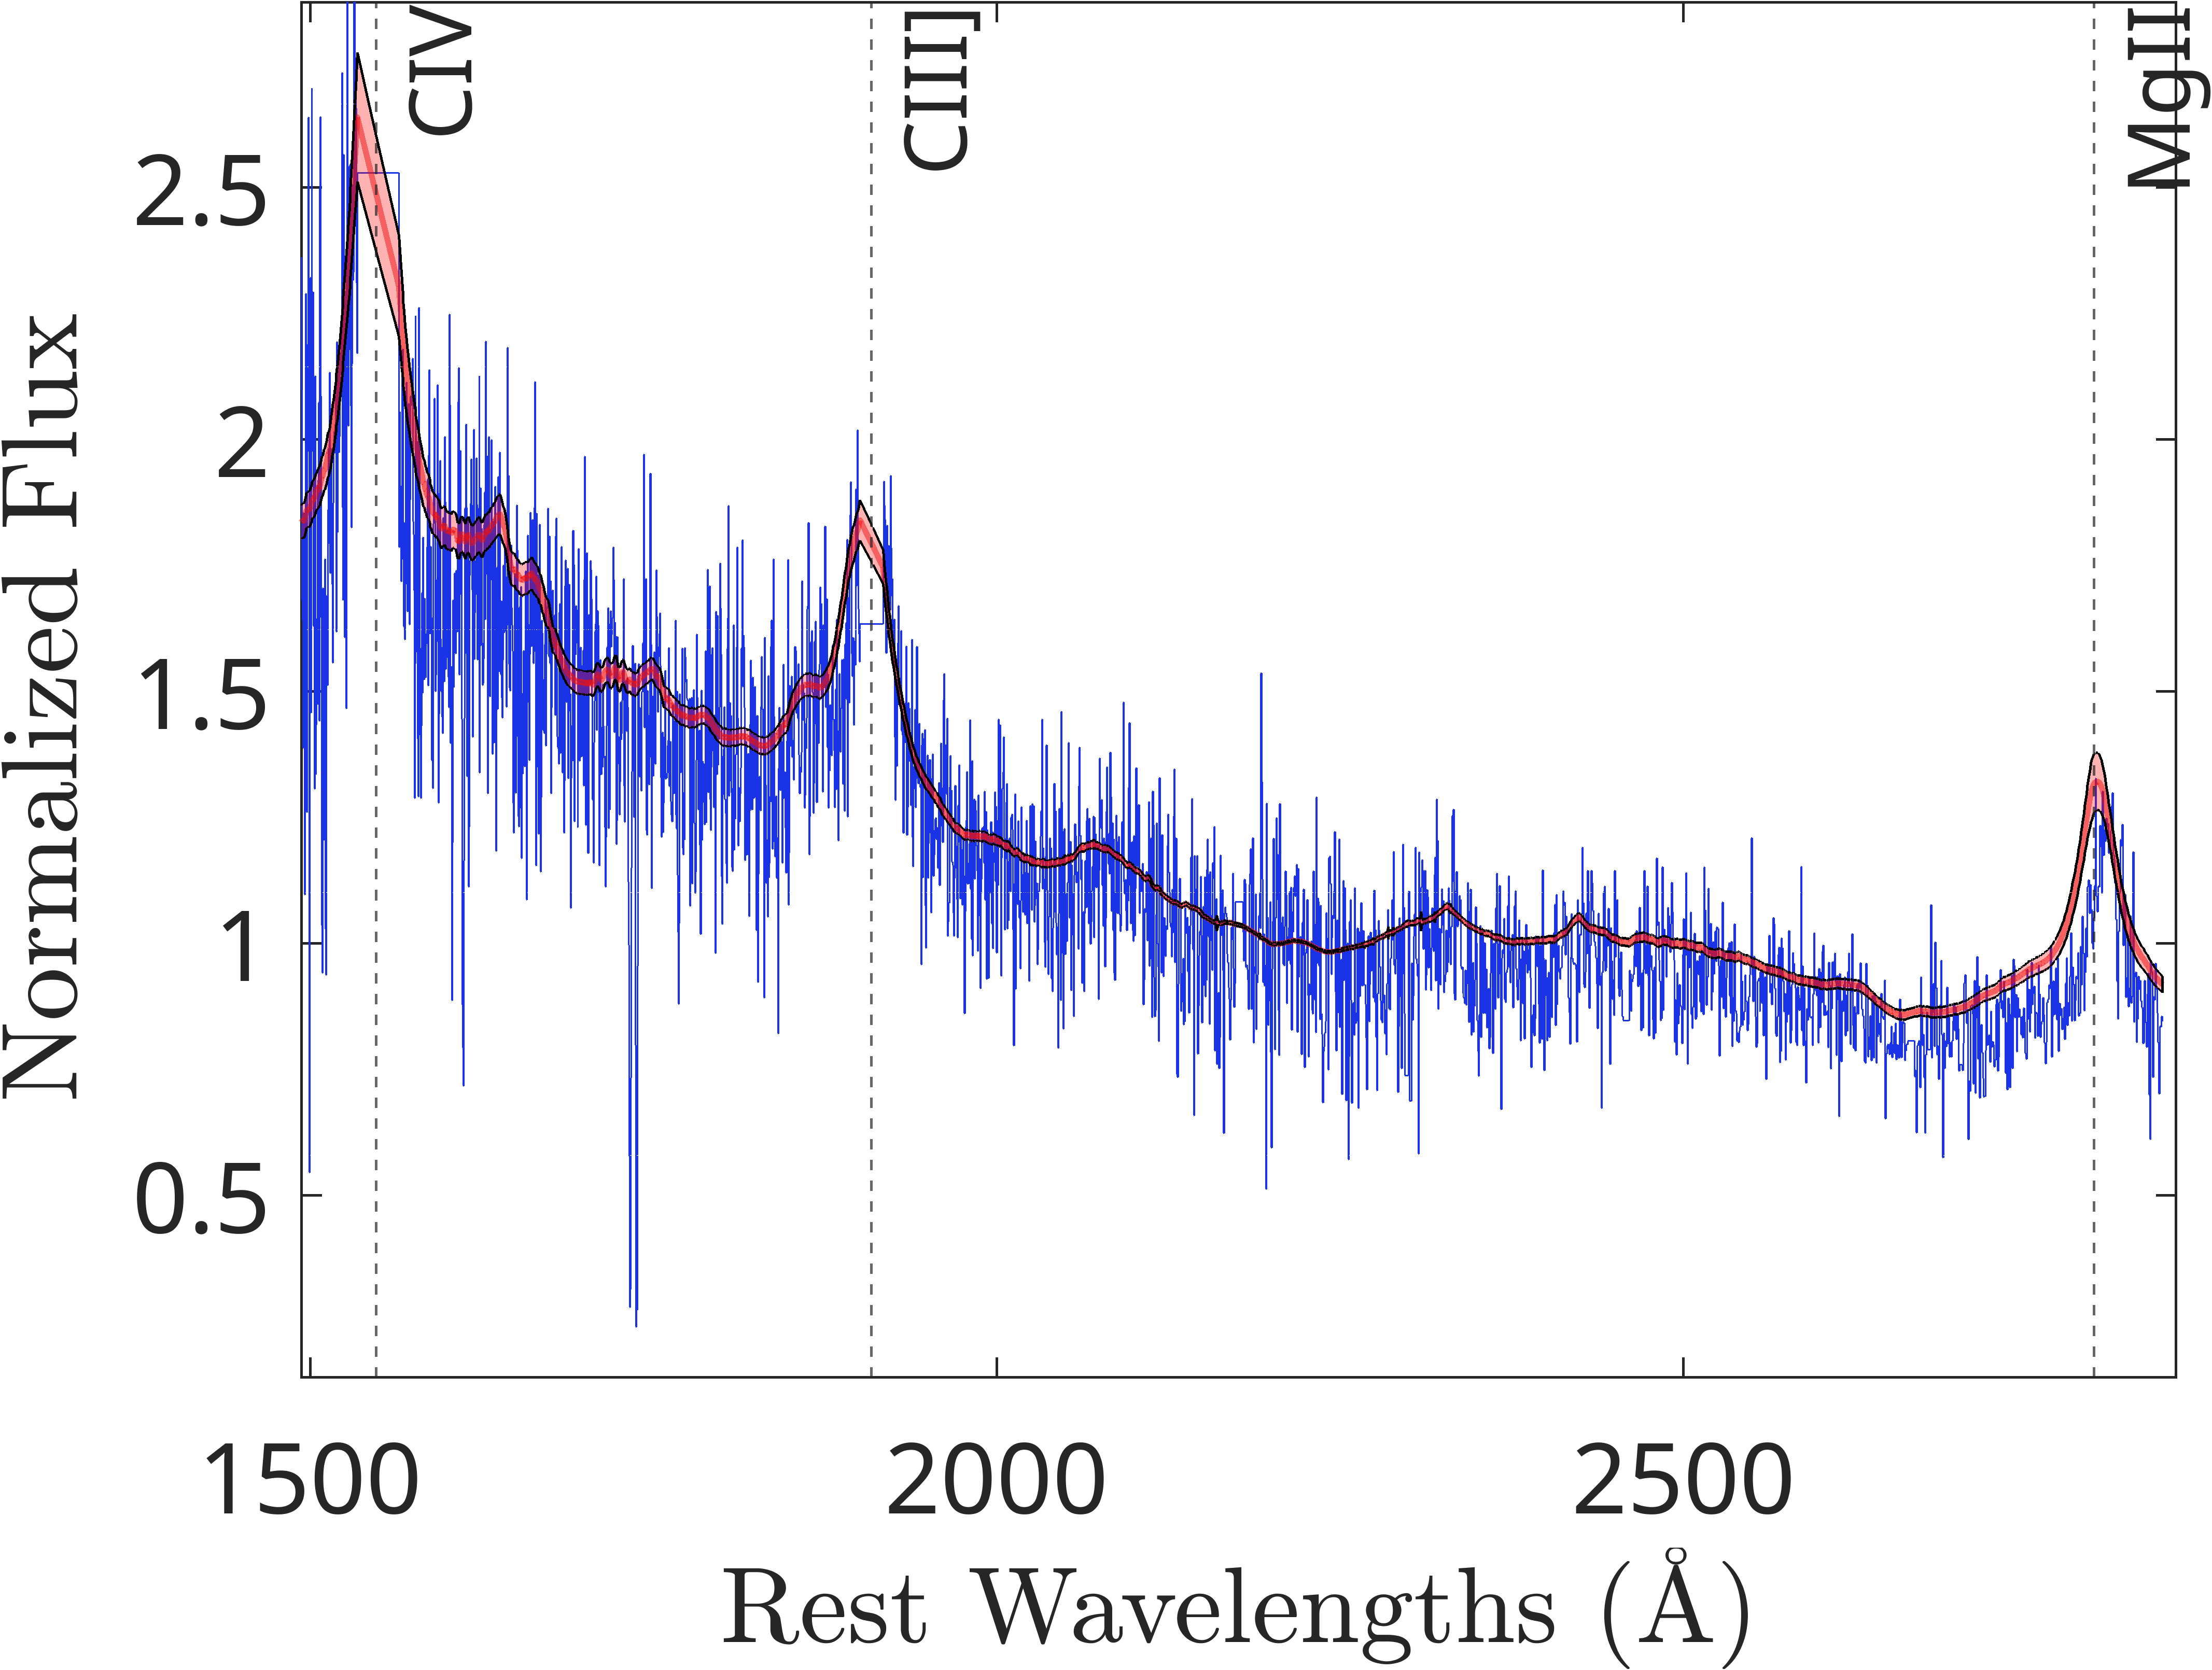 CIV
CIII]
MgII
Normalized Flux
2.5
2
1.5
1
0.5
1500
2000
2500
Rest Wavelengths (Å)